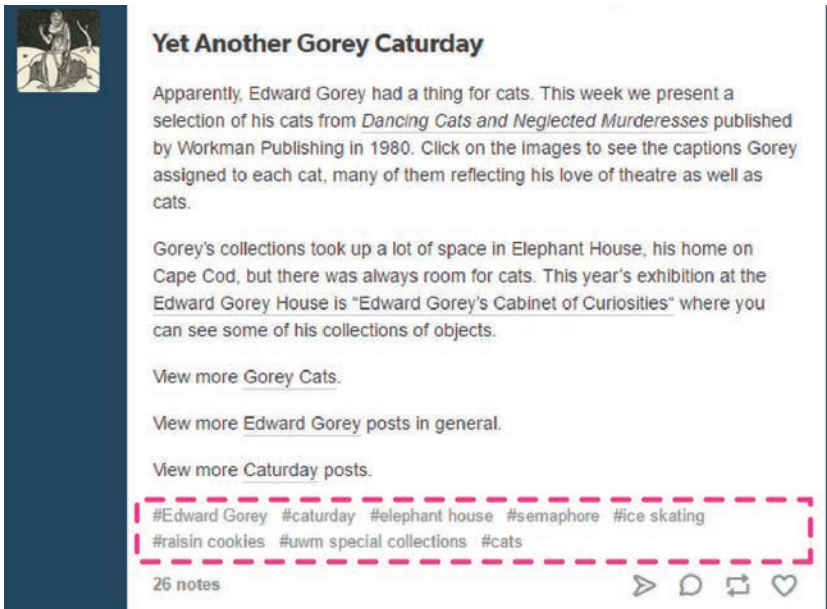 Yet Another Gorey Caturday
Apparently, Edward Gorey had a thing for cats. This week we present a
selection of his cats from Dancing Cats and Neglected Murderesses published
by Workman Publishing in 1980. Click on the images to see the captions Gorey
assigned to each cat, many of them reflecting his love of theatre as well as
cats.
Gorey's collections took up a lot of space in Elephant House, his home on
Cape Cod, but there was always room for cats. This year's exhibition at the
Edward Gorey House is "Edward Gorey's Cabinet of Curiosities" where you
can see some of his collections of objects.
View more Gorey Cats.
View more Edward Gorey posts in general.
View more Caturday posts.
#Edward Gorey #caturday #elephant house #semaphore #ice skating
#raisin cookies #uwm special collections #cats
26 notes